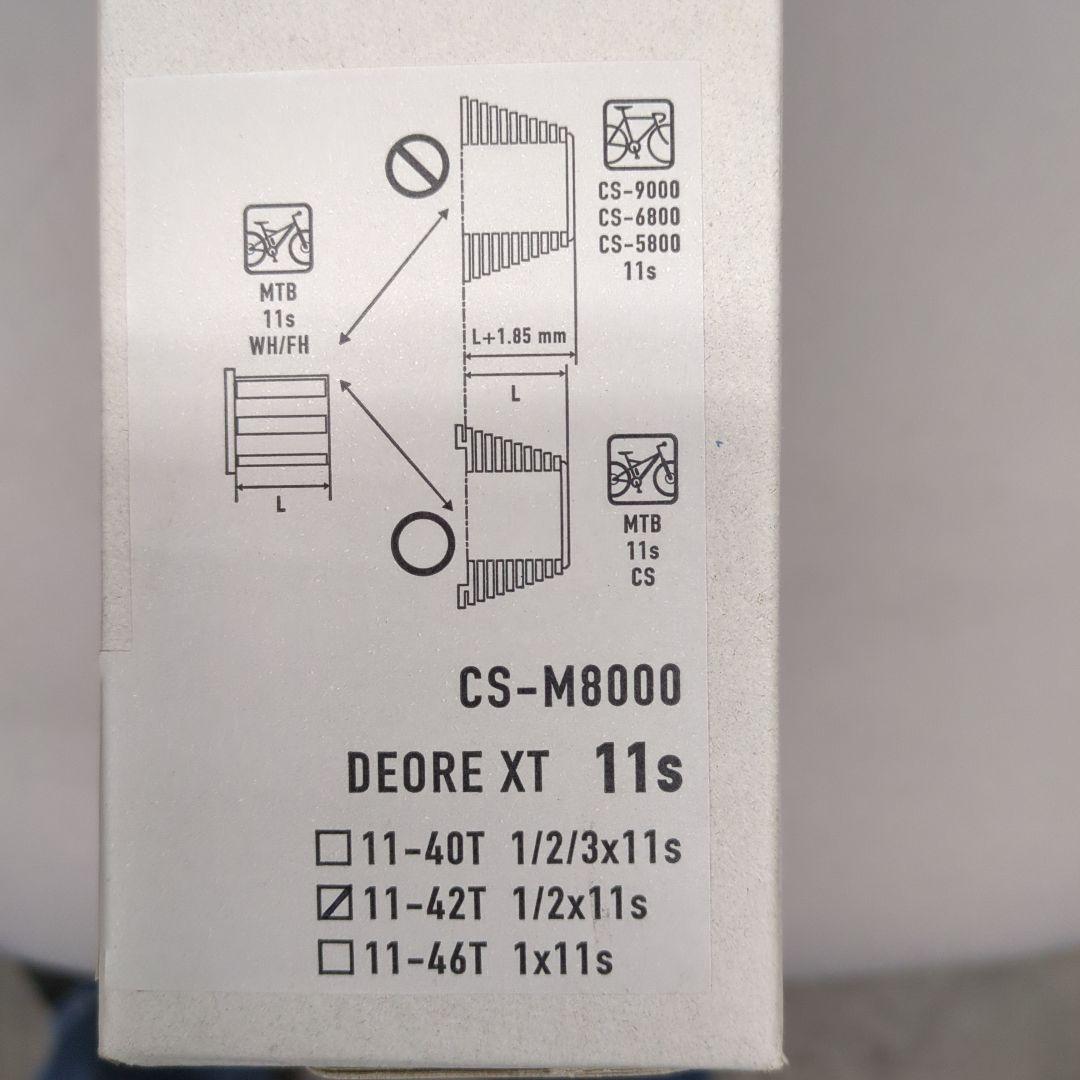 CS-9000
CS-6800
CS-5800
11s
MTB
11s
WH/FH
L+1.85 mm
L
L
MTB
11s
CS
CS-M8000
DEORE XT 11s
11-40T 1/2/3x11s
11-42T 1/2x11s
11-46T 1x11s